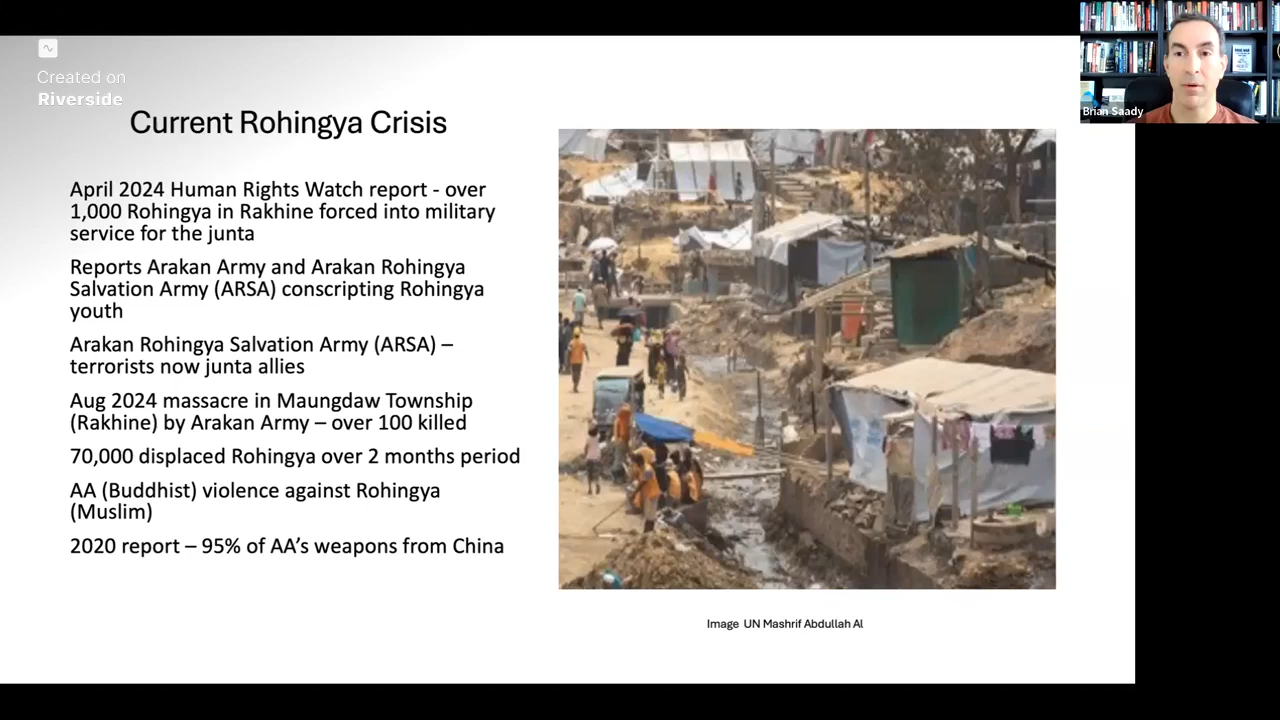 Created on
Riverside
Brian Saady
Current Rohingya Crisis
April 2024 Human Rights Watch report - over
1,000 Rohingya in Rakhine forced into military
service for the junta
Reports Arakan Army and Arakan Rohingya
Salvation Army (ARSA) conscripting Rohingya
youth
Arakan Rohingya Salvation Army (ARSA) –
terrorists now junta allies
Aug 2024 massacre in Maungdaw Township
(Rakhine) by Arakan Army – over 100 killed
70,000 displaced Rohingya over 2 months period
AA (Buddhist) violence against Rohingya
(Muslim)
2020 report – 95% of AA’s weapons from China
Image UN Mashrif Abdullah Al